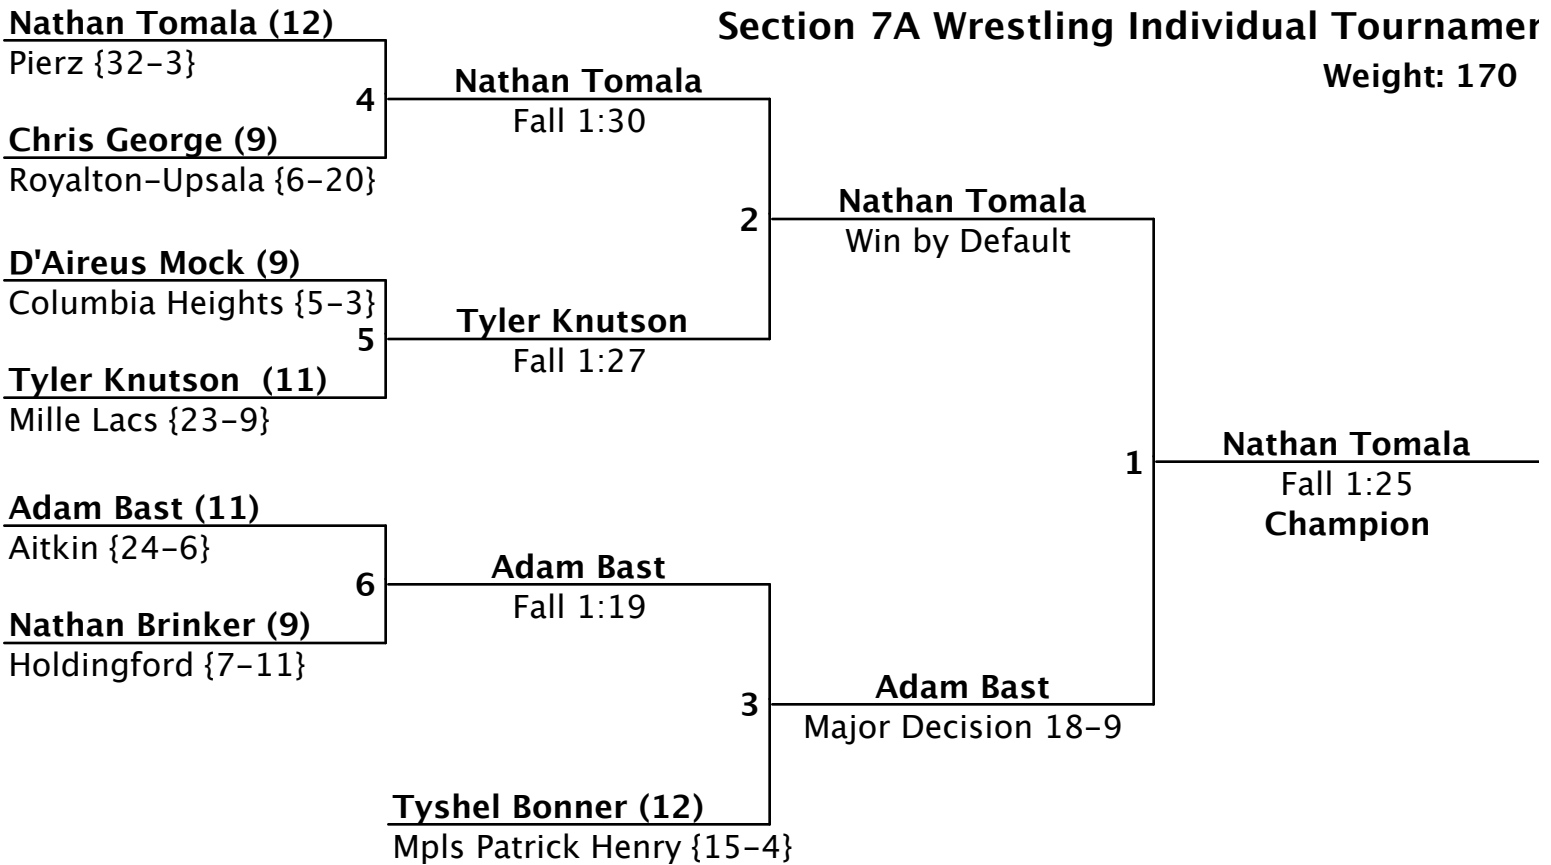 Section 7A Wrestling Individual Tournamen
Weight: 170
Nathan Tomala (12)
Pierz {32-3}
4
Chris George (9)
Royalton-Upsala {6-20}
Nathan Tomala
Fall 1:30
D'Aireus Mock (9)
Columbia Heights {5-3}
5
Tyler Knutson (11)
Mille Lacs {23-9}
Tyler Knutson
Fall 1:27
2
Nathan Tomala
Win by Default
Adam Bast (11)
Aitkin {24-6}
6
Nathan Brinker (9)
Holdingford {7-11}
Adam Bast
Fall 1:19
3
Tyshel Bonner (12)
Mpls Patrick Henry {15-4}
Adam Bast
Major Decision 18-9
1
Nathan Tomala
Fall 1:25
Champion